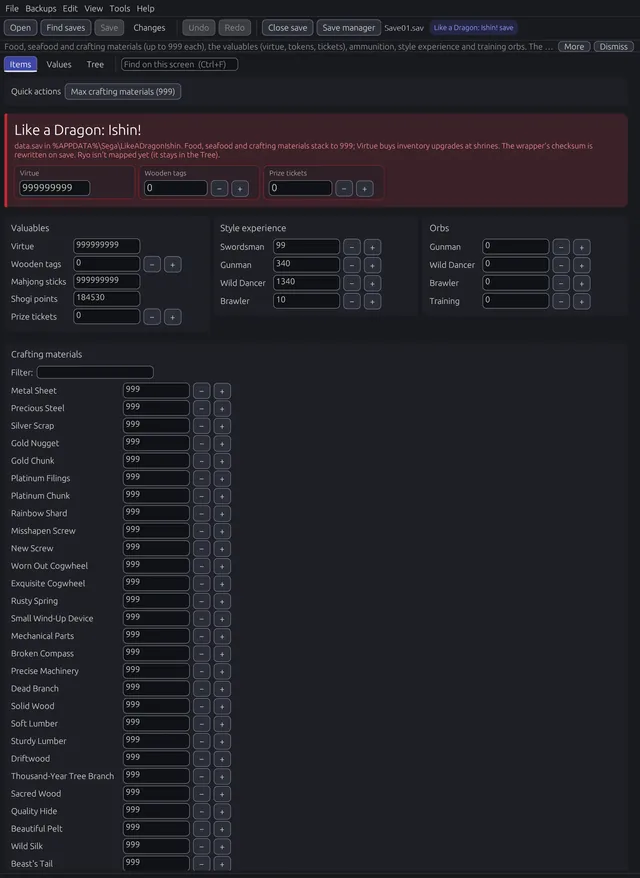 File Backups Edit View Tools Help
Open Find saves Save Changes Undo Redo Close save Save manager Save01.sav Like a Dragon: Ishin! save
Food, seafood and crafting materials (up to 999 each), the valuables (virtue, tokens, tickets), ammunition, style experience and training orbs. The ... More Dismiss
Items Values Tree Find on this screen (Ctrl+F)
Quick actions Max crafting materials (999)
Like a Dragon: Ishin!
data.sav in %APPDATA%\Sega\LikeADragonIshin. Food, seafood and crafting materials stack to 999; Virtue buys inventory upgrades at shrines. The wrapper's checksum is
rewritten on save. Ryo isn't mapped yet (it stays in the Tree).
Virtue Wooden tags Prize tickets
999999999 0 − + 0 − +
Valuables
Virtue 999999999
Wooden tags 0 − +
Mahjong sticks 999999999
Shogi points 184530
Prize tickets 0 − +
Style experience
Swordsman 99 − +
Gunman 340 − +
Wild Dancer 1340 − +
Brawler 10 − +
Orbs
Gunman 0 − +
Wild Dancer 0 − +
Brawler 0 − +
Training 0 − +
Crafting materials
Filter:
Metal Sheet 999 − +
Precious Steel 999 − +
Silver Scrap 999 − +
Gold Nugget 999 − +
Gold Chunk 999 − +
Platinum Filings 999 − +
Platinum Chunk 999 − +
Rainbow Shard 999 − +
Misshapen Screw 999 − +
New Screw 999 − +
Worn Out Cogwheel 999 − +
Exquisite Cogwheel 999 − +
Rusty Spring 999 − +
Small Wind-Up Device 999 − +
Mechanical Parts 999 − +
Broken Compass 999 − +
Precise Machinery 999 − +
Dead Branch 999 − +
Solid Wood 999 − +
Soft Lumber 999 − +
Sturdy Lumber 999 − +
Driftwood 999 − +
Thousand-Year Tree Branch 999 − +
Sacred Wood 999 − +
Quality Hide 999 − +
Beautiful Pelt 999 − +
Wild Silk 999 − +
Beast's Tail 999 − +